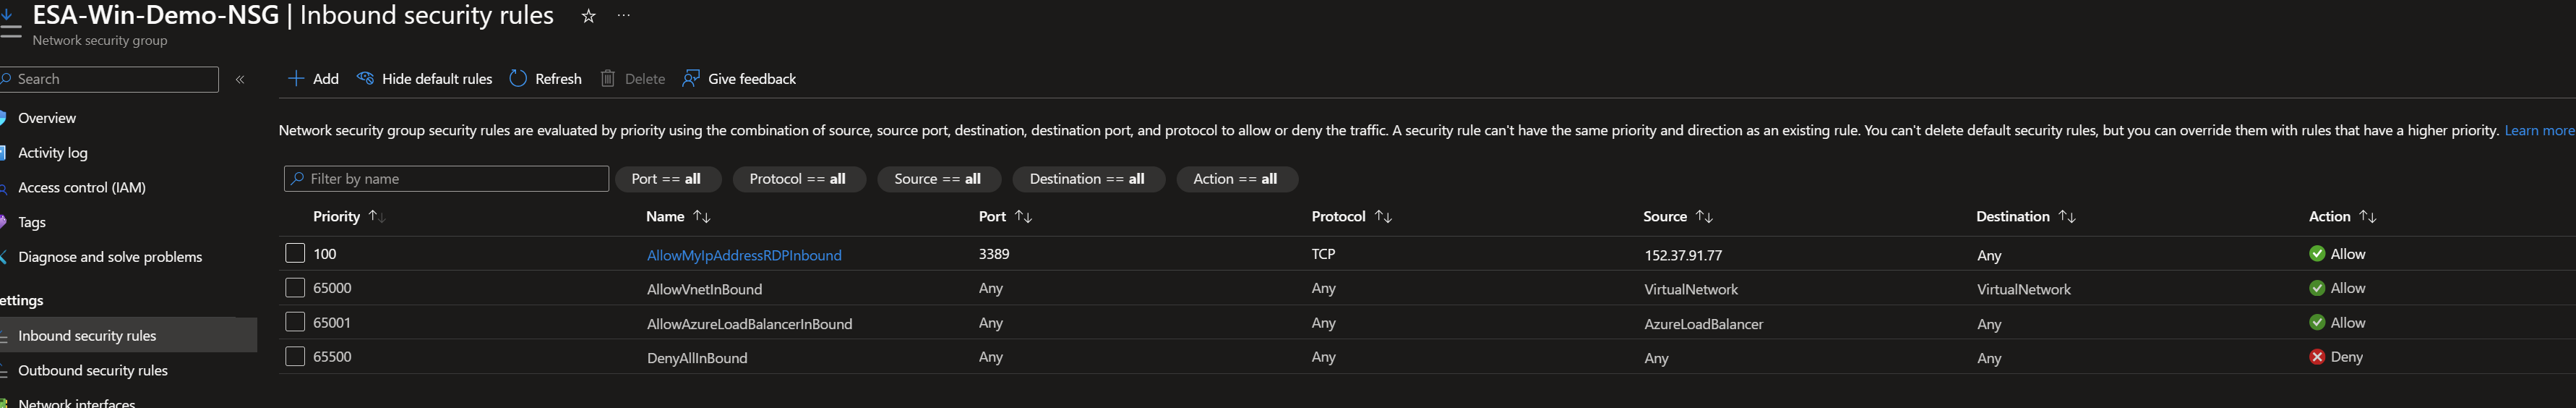 ESA-Win-Demo-NSG | Inbound security rules ☆ ...
Network security group
Search «
+ Add Hide default rules Refresh Delete Give feedback
Overview
Activity log
Access control (IAM)
Tags
Diagnose and solve problems
ettings
Inbound security rules
Outbound security rules
Network interfaces
Network security group security rules are evaluated by priority using the combination of source, source port, destination, destination port, and protocol to allow or deny the traffic. A security rule can't have the same priority and direction as an existing rule. You can't delete default security rules, but you can override them with rules that have a higher priority. Learn more
Filter by name Port == all Protocol == all Source == all Destination == all Action == all
Priority ↑↓ Name ↑↓ Port ↑↓ Protocol ↑↓ Source ↑↓ Destination ↑↓ Action ↑↓
100 AllowMyIpAddressRDPInbound 3389 TCP 152.37.91.77 Any Allow
65000 AllowVnetInBound Any Any VirtualNetwork VirtualNetwork Allow
65001 AllowAzureLoadBalancerInBound Any Any AzureLoadBalancer Any Allow
65500 DenyAllInBound Any Any Any Any Deny